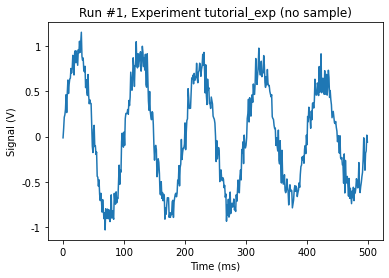 Run #1, Experiment tutorial_exp (no sample)
1
0.5
0
-0.5
-1
Signal (V)
0 100 200 300 400 500
Time (ms)